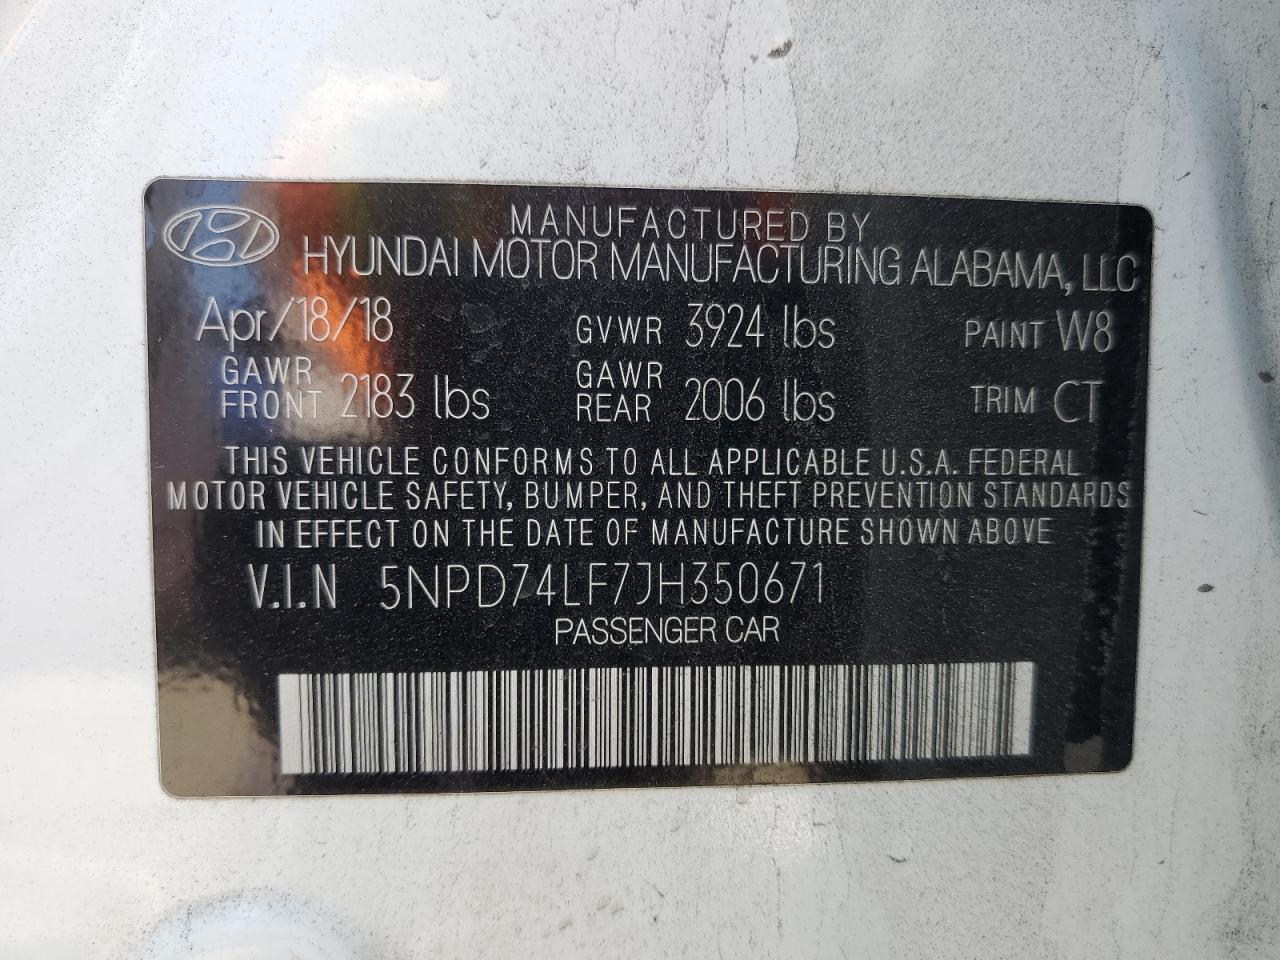 MANUFACTURED BY
HYUNDAI MOTOR MANUFACTURING ALABAMA, LLC
Apr/18/18 GVWR 3924 lbs PAINT W8
GAWR FRONT 2183 lbs GAWR REAR 2006 lbs TRIM CT
THIS VEHICLE CONFORMS TO ALL APPLICABLE U.S.A. FEDERAL
MOTOR VEHICLE SAFETY, BUMPER, AND THEFT PREVENTION STANDARDS
IN EFFECT ON THE DATE OF MANUFACTURE SHOWN ABOVE
V.I.N 5NPD74LF7JH350671
PASSENGER CAR